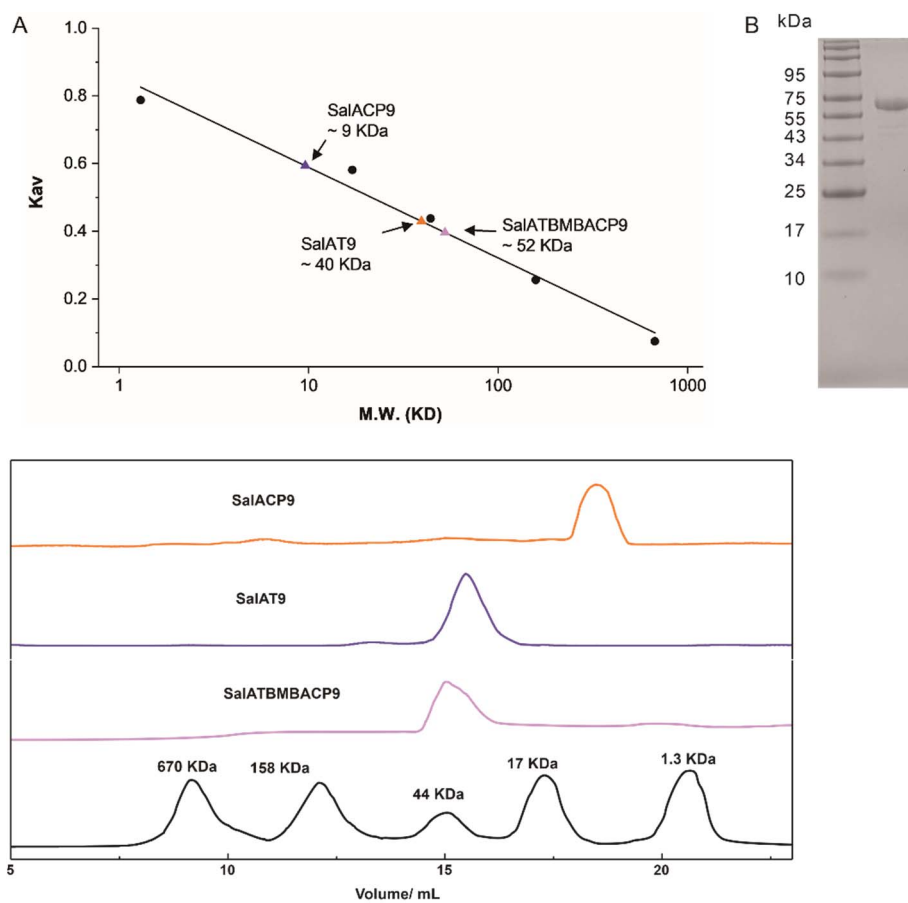 A
B
kDa
1.0
0.8
0.6
0.4
0.2
0.0
Kav
SalACP9
~ 9 KDa
SalAT9
~ 40 KDa
SalATBMBACP9
~ 52 KDa
1
10
100
1000
M.W. (KD)
95
75
55
43
34
25
17
10
SalACP9
SalAT9
SalATBMBACP9
670 KDa
158 KDa
44 KDa
17 KDa
1.3 KDa
5
10
15
20
Volume/ mL